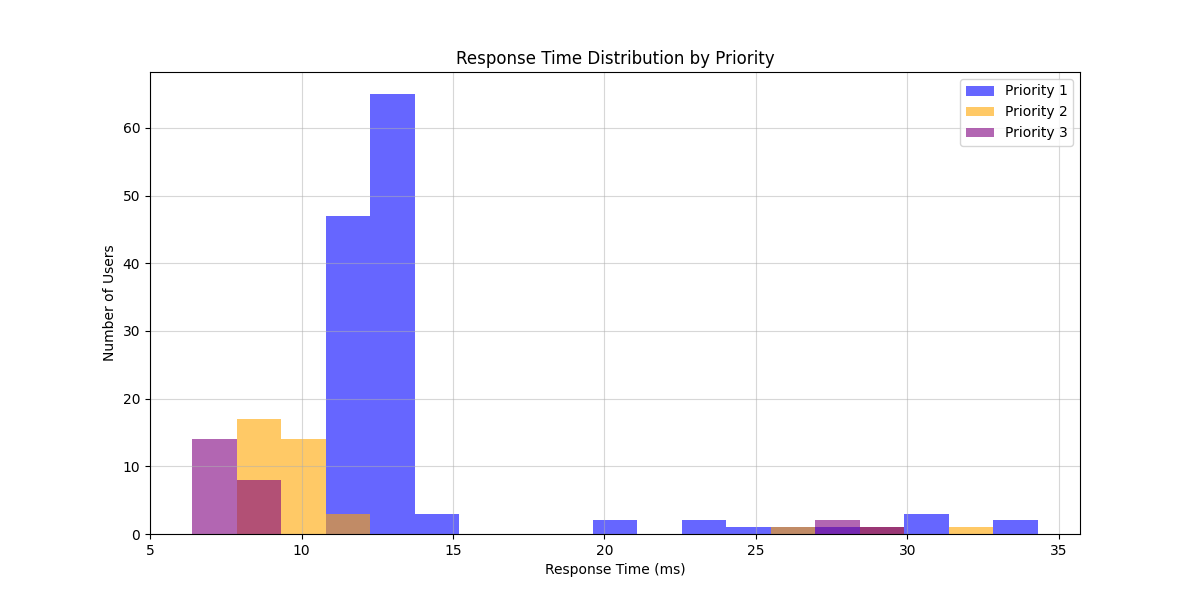 Response Time Distribution by Priority
Priority 1
Priority 2
Priority 3
Number of Users
60
50
40
30
20
10
0
5 10 15 20 25 30 35
Response Time (ms)